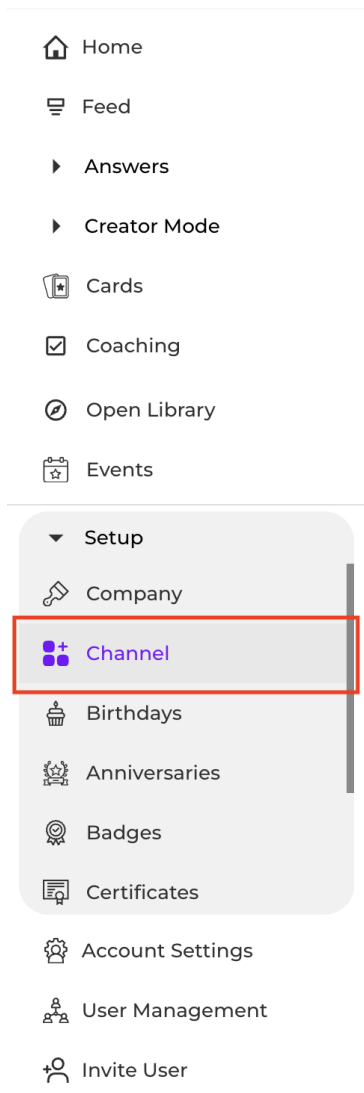 Home
Feed
Answers
Creator Mode
Cards
Coaching
Open Library
Events
Setup
Company
Channel
Birthdays
Anniversaries
Badges
Certificates
Account Settings
User Management
Invite User